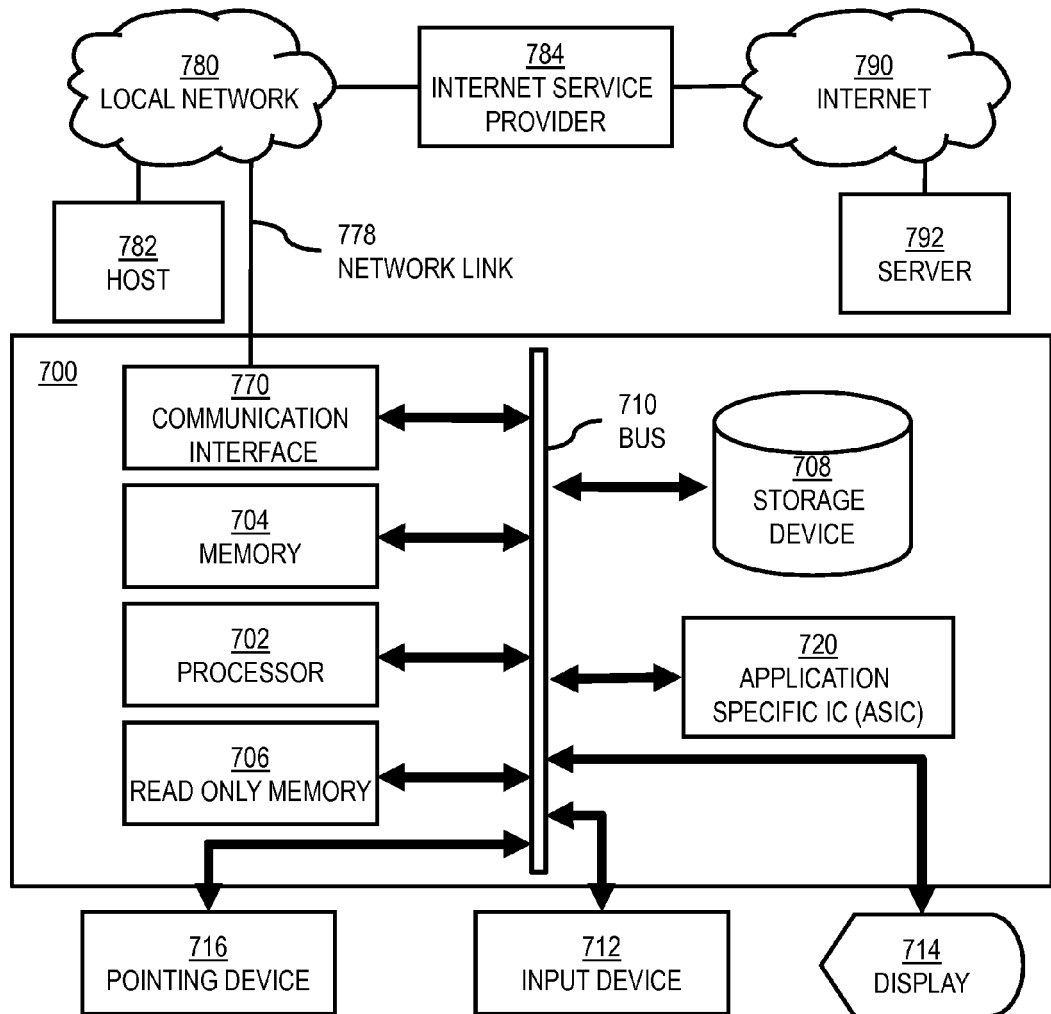 780
LOCAL NETWORK
784
INTERNET SERVICE
PROVIDER
790
INTERNET
782
HOST
778
NETWORK LINK
792
SERVER
700
770
COMMUNICATION
INTERFACE
710
BUS
708
STORAGE
DEVICE
704
MEMORY
702
PROCESSOR
720
APPLICATION
SPECIFIC IC (ASIC)
706
READ ONLY MEMORY
716
POINTING DEVICE
712
INPUT DEVICE
714
DISPLAY